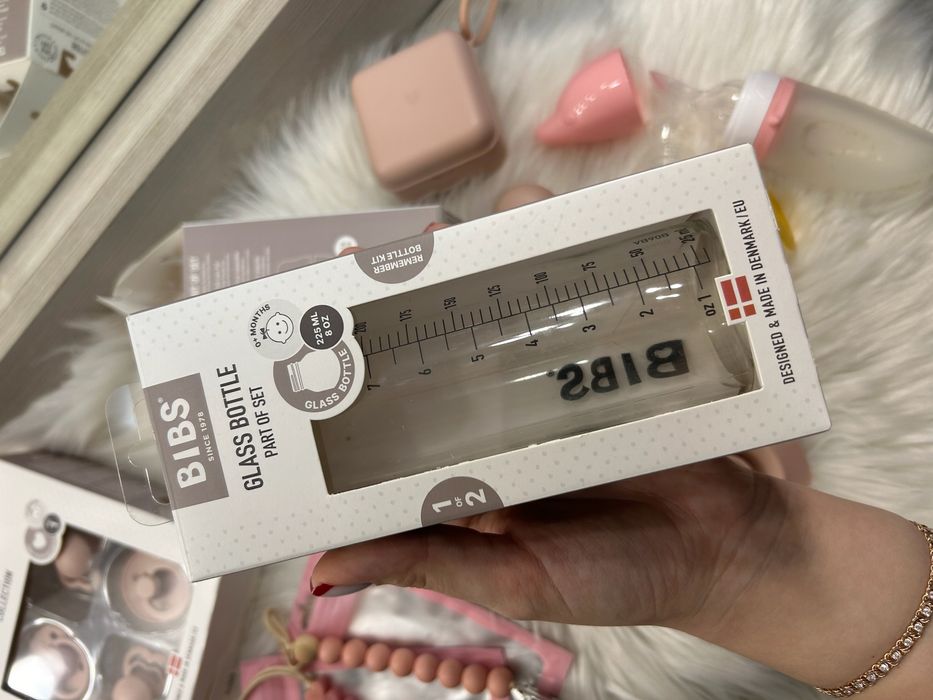 BIBS®
SINCE 1978
GLASS BOTTLE
PART OF SET
0+ MONTHS
225 ML
8 OZ
GLASS BOTTLE
REMEMBER
BOTTLE KIT
1
OF
2
200
175
150
125
100
75
50
25 ml
7
6
5
4
3
2
oz 1
BIBS®
DESIGNED & MADE IN DENMARK/EU
COLLECTION